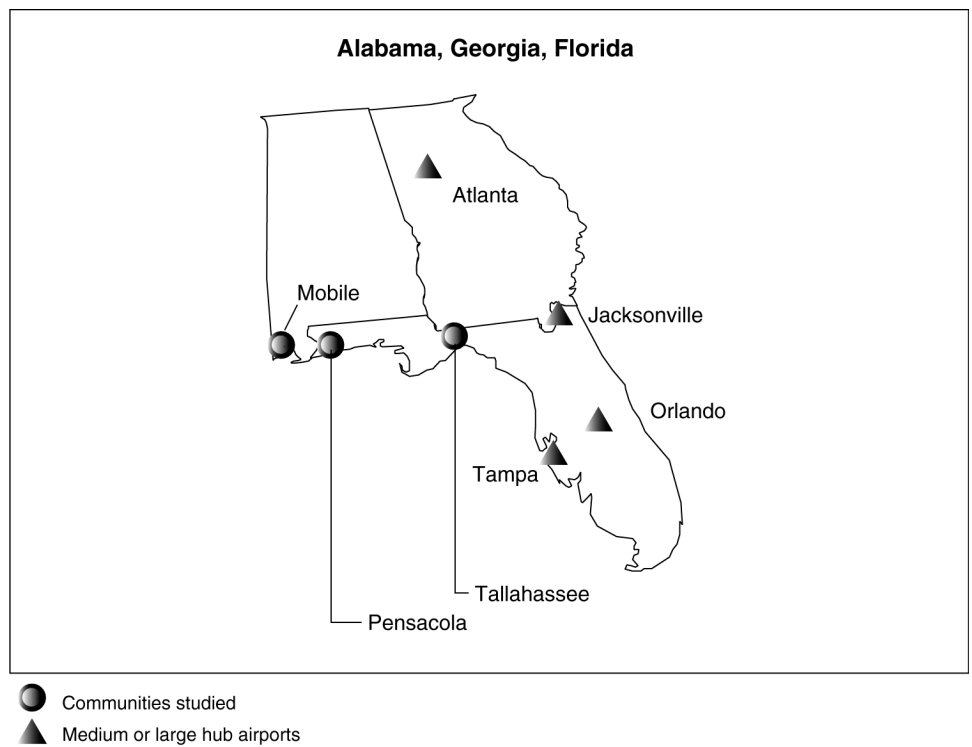 Alabama, Georgia, Florida
Atlanta
Mobile
Jacksonville
Orlando
Tampa
Tallahassee
Pensacola
Communities studied
Medium or large hub airports